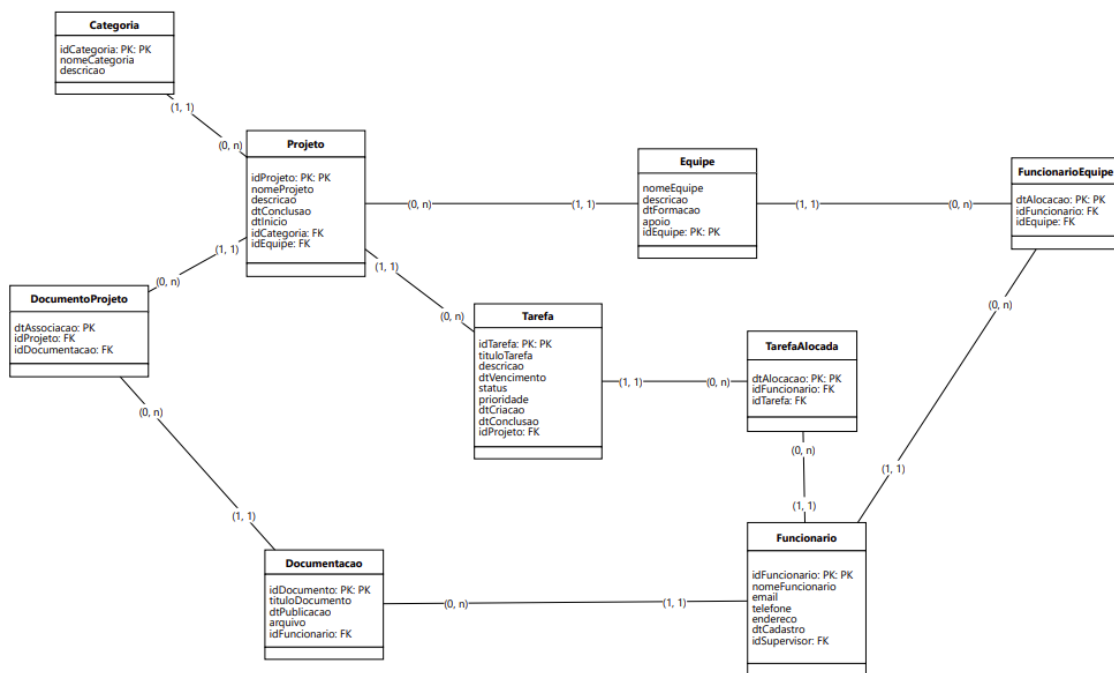 Categoria
idCategoria: PK: PK
nomeCategoria
descricao
(1, 1)
(0, n)
Projeto
idProjeto: PK: PK
nomeProjeto
descricao
dtConclusao
dtInicio
idCategoria: FK
idEquipe: FK
(0, n)
(1, 1)
Equipe
nomeEquipe
descricao
dtFormacao
apoio
idEquipe: PK: PK
(1, 1)
(0, n)
FuncionarioEquipe
dtAlocacao: PK: PK
idFuncionario: FK
idEquipe: FK
(1, 1)
(0, n)
DocumentoProjeto
dtAssociacao: PK
idProjeto: FK
idDocumentacao: FK
(1, 1)
(0, n)
Tarefa
idTarefa: PK: PK
tituloTarefa
descricao
dtVencimento
status
prioridade
dtCriacao
dtConclusao
idProjeto: FK
(1, 1)
(0, n)
TarefaAlocada
dtAlocacao: PK: PK
idFuncionario: FK
idTarefa: FK
(0, n)
(0, n)
(1, 1)
(0, n)
(1, 1)
(1, 1)
Documentacao
idDocumento: PK: PK
tituloDocumento
dtPublicacao
arquivo
idFuncionario: FK
(0, n)
(1, 1)
Funcionario
idFuncionario: PK: PK
nomeFuncionario
email
telefone
endereco
dtCadastro
idSupervisor: FK